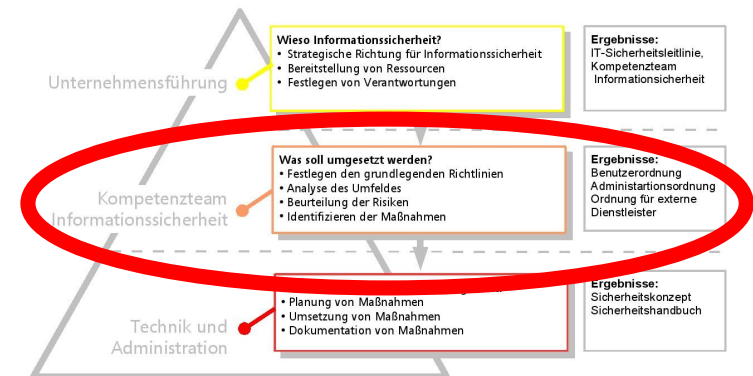 Unternehmensführung
Wieso Informationssicherheit?
• Strategische Richtung für Informationssicherheit
• Bereitstellung von Ressourcen
• Festlegen von Verantwortungen
Ergebnisse:
IT-Sicherheitsleitlinie,
Kompetenzteam
Informationsicherheit
Kompetenzteam
Informationssicherheit
Was soll umgesetzt werden?
• Festlegen den grundlegenden Richtlinien
• Analyse des Umfeldes
• Beurteilung der Risiken
• Identifizieren der Maßnahmen
Ergebnisse:
Benutzerordnung
Administartionsordnung
Ordnung für externe
Dienstleister
Technik und
Administration
• Planung von Maßnahmen
• Umsetzung von Maßnahmen
• Dokumentation von Maßnahmen
Ergebnisse:
Sicherheitskonzept
Sicherheitshandbuch